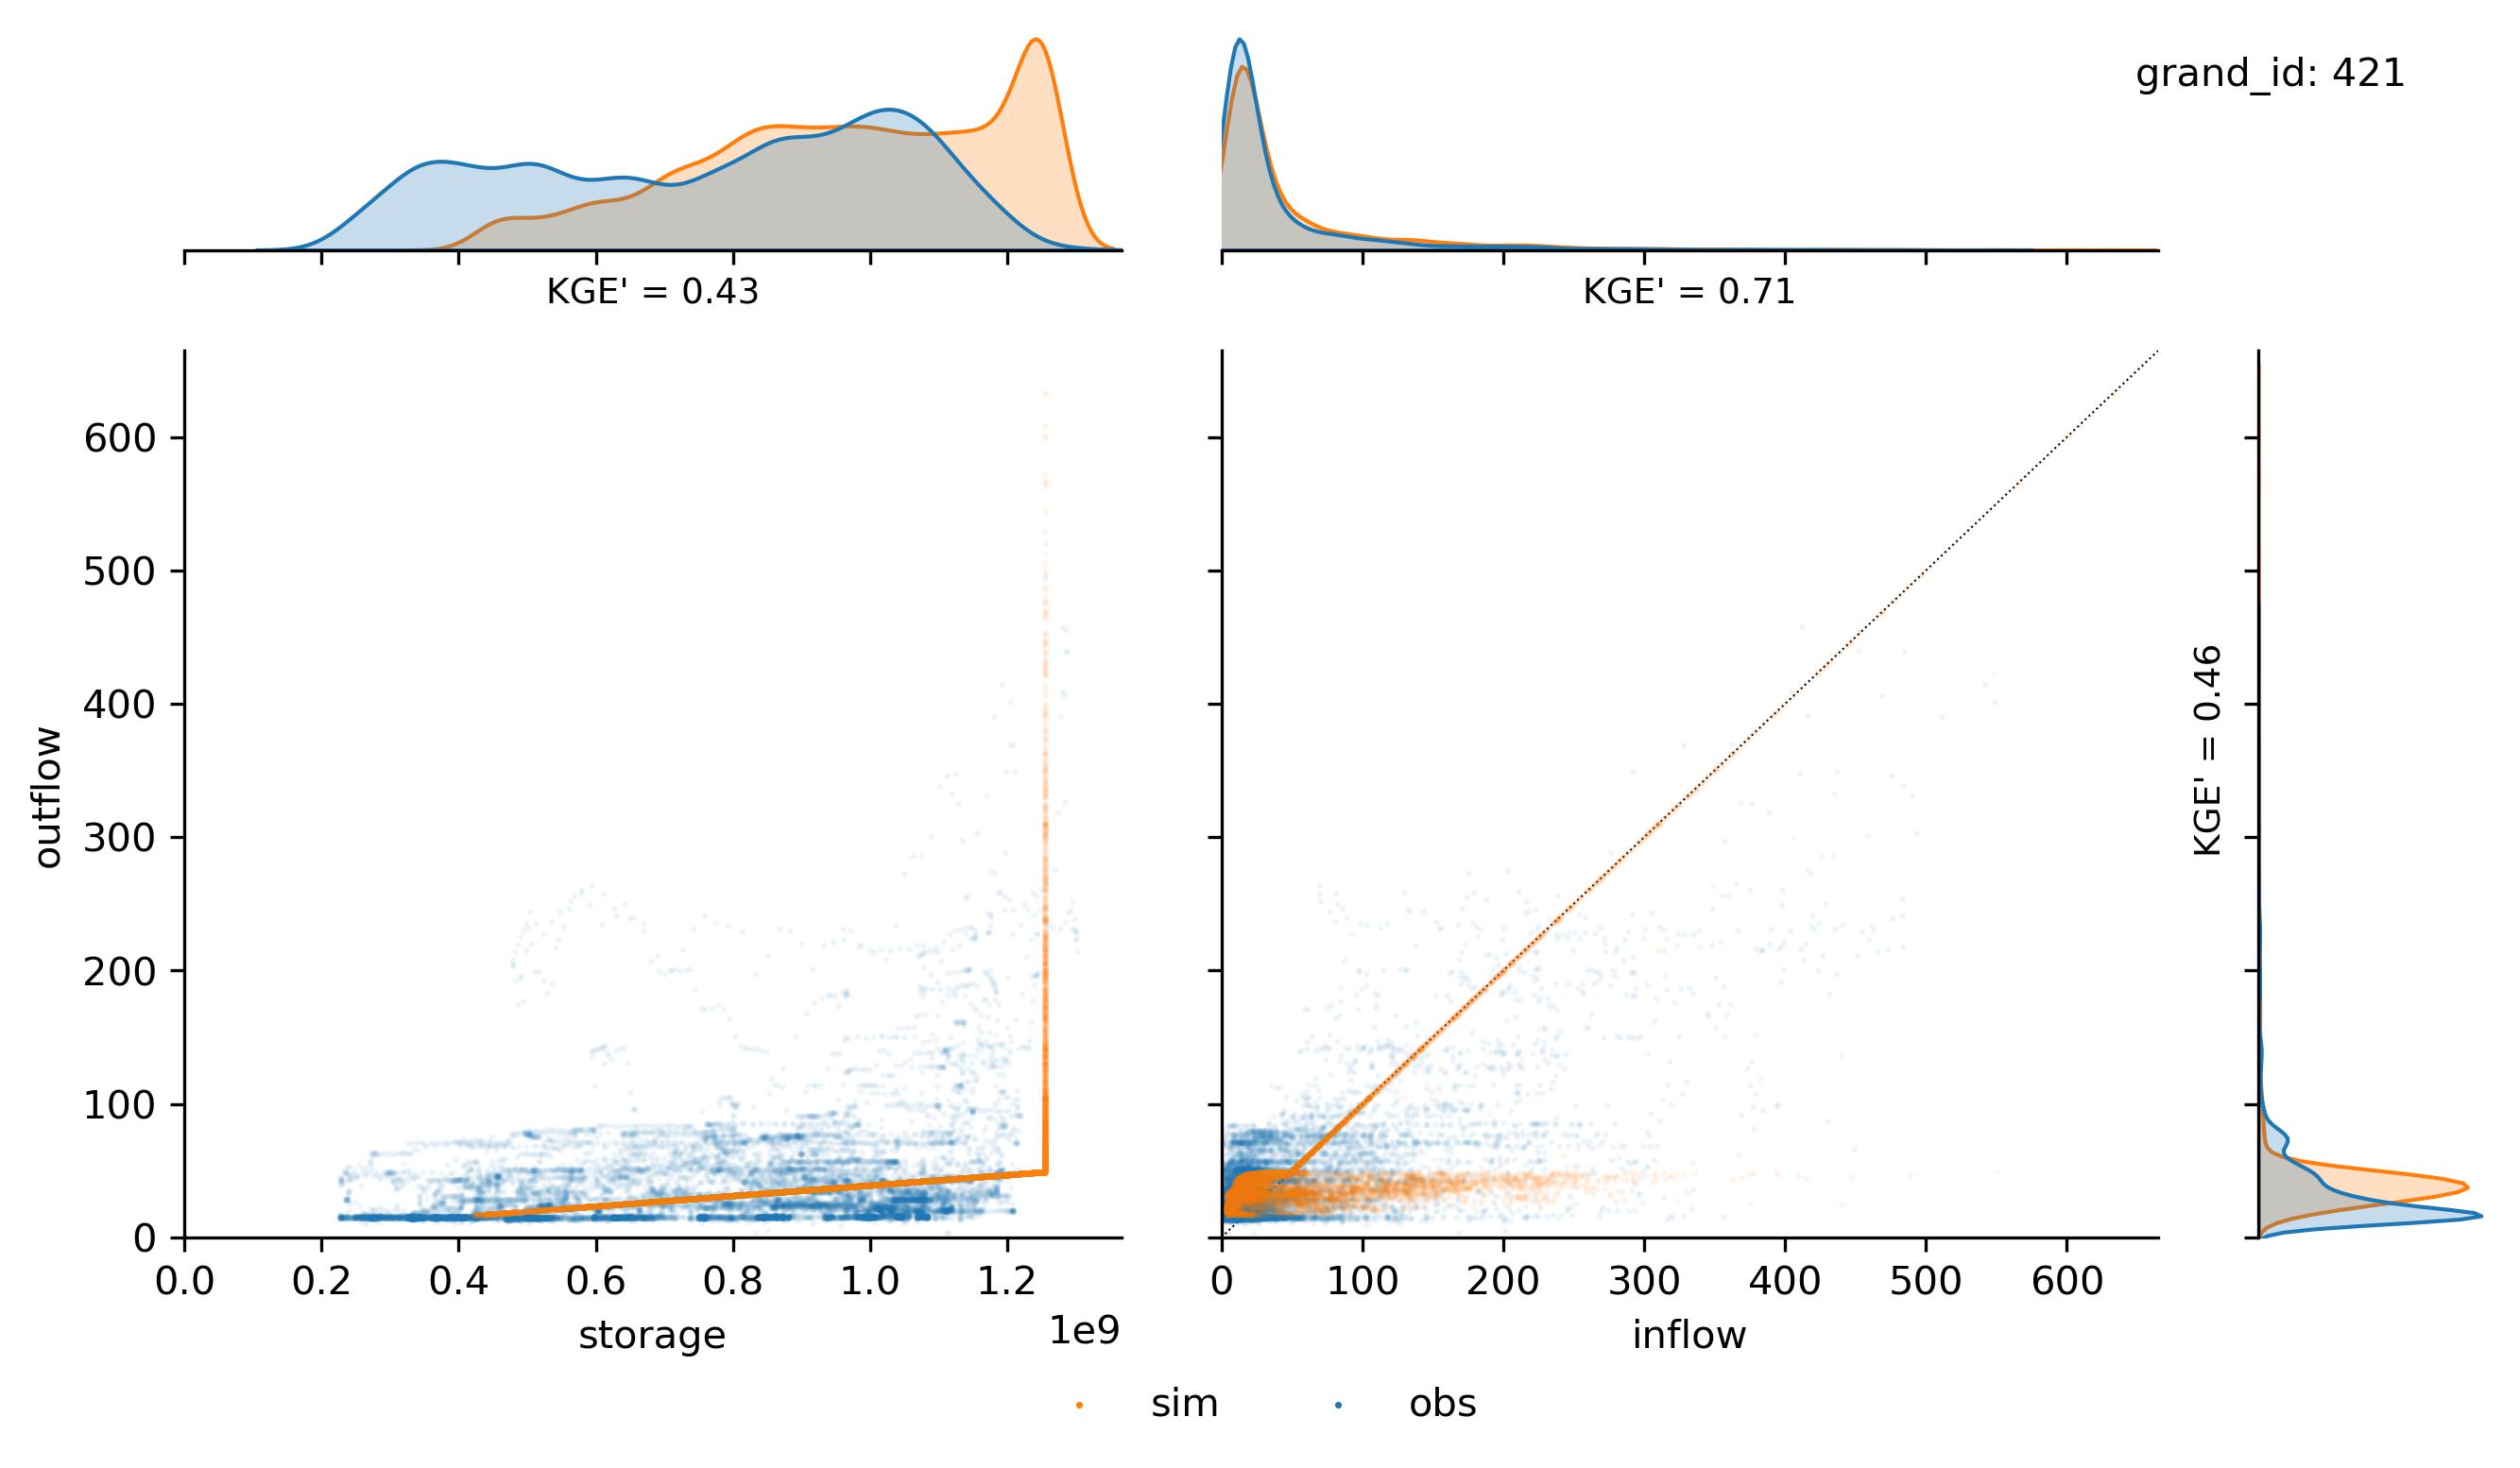 grand_id: 421
KGE' = 0.43
KGE' = 0.71
600
500
400
300
200
100
0
outflow
KGE' = 0.46
0.0 0.2 0.4 0.6 0.8 1.0 1.2
1e9
storage
0 100 200 300 400 500 600
inflow
sim obs